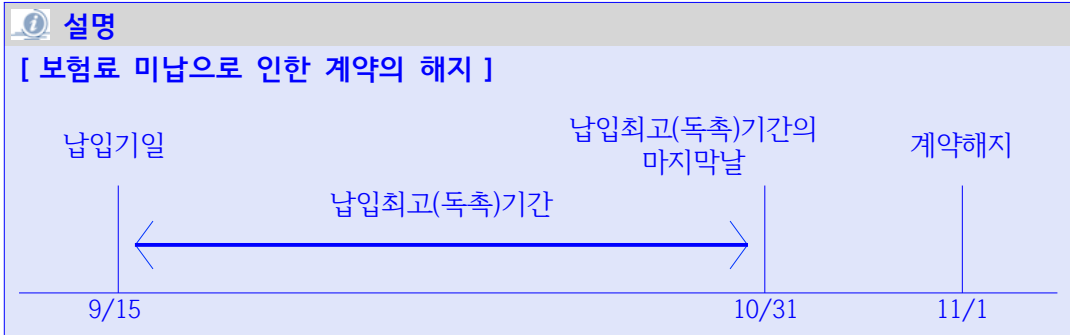 설명
[ 보험료 미납으로 인한 계약의 해지 ]
납입기일
납입최고(독촉)기간의
마지막날
계약해지
납입최고(독촉)기간
9/15
10/31
11/1